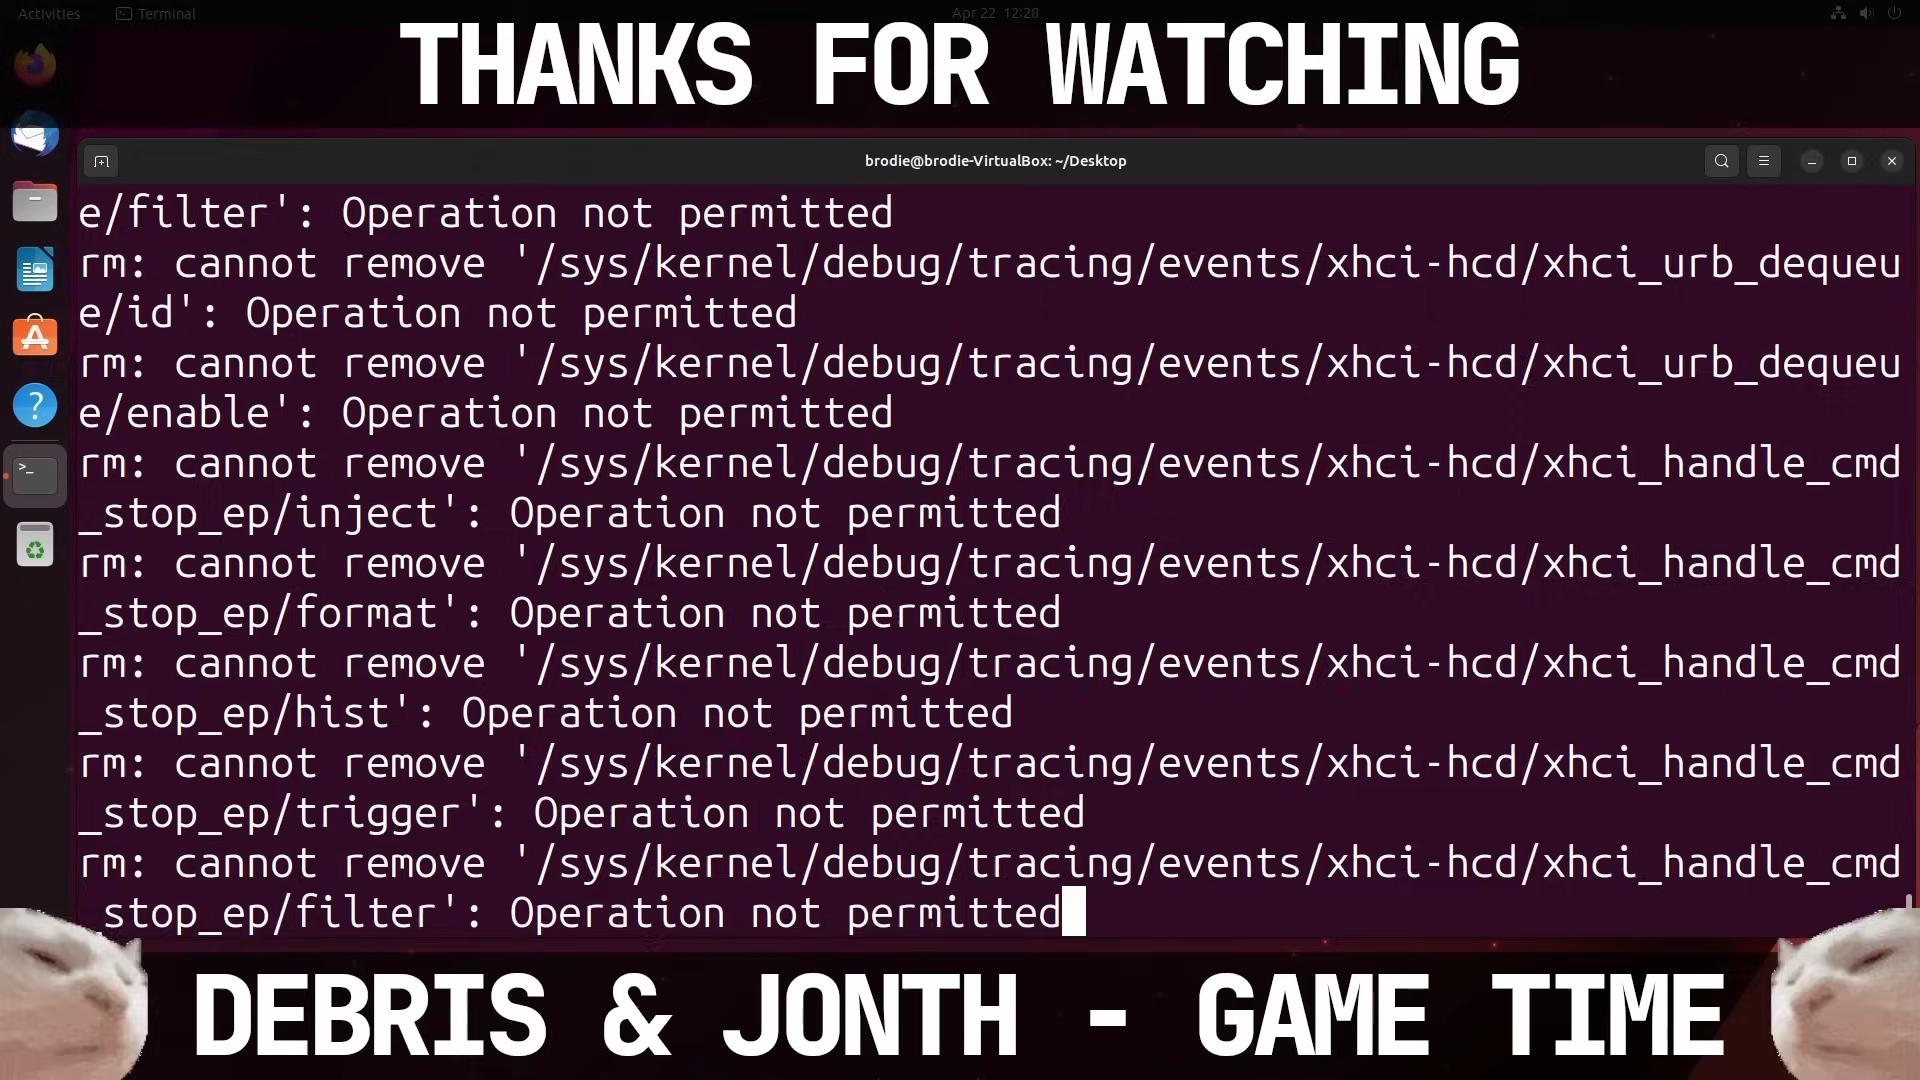 Activities
Terminal
Apr 22 12:28
THANKS FOR WATCHING
brodie@brodie-VirtualBox: ~/Desktop
e/filter': Operation not permitted
rm: cannot remove '/sys/kernel/debug/tracing/events/xhci-hcd/xhci_urb_dequeu
e/id': Operation not permitted
rm: cannot remove '/sys/kernel/debug/tracing/events/xhci-hcd/xhci_urb_dequeu
e/enable': Operation not permitted
rm: cannot remove '/sys/kernel/debug/tracing/events/xhci-hcd/xhci_handle_cmd
_stop_ep/inject': Operation not permitted
rm: cannot remove '/sys/kernel/debug/tracing/events/xhci-hcd/xhci_handle_cmd
_stop_ep/format': Operation not permitted
rm: cannot remove '/sys/kernel/debug/tracing/events/xhci-hcd/xhci_handle_cmd
_stop_ep/hist': Operation not permitted
rm: cannot remove '/sys/kernel/debug/tracing/events/xhci-hcd/xhci_handle_cmd
_stop_ep/trigger': Operation not permitted
rm: cannot remove '/sys/kernel/debug/tracing/events/xhci-hcd/xhci_handle_cmd
_stop_ep/filter': Operation not permitted
DEBRIS & JONTH - GAME TIME